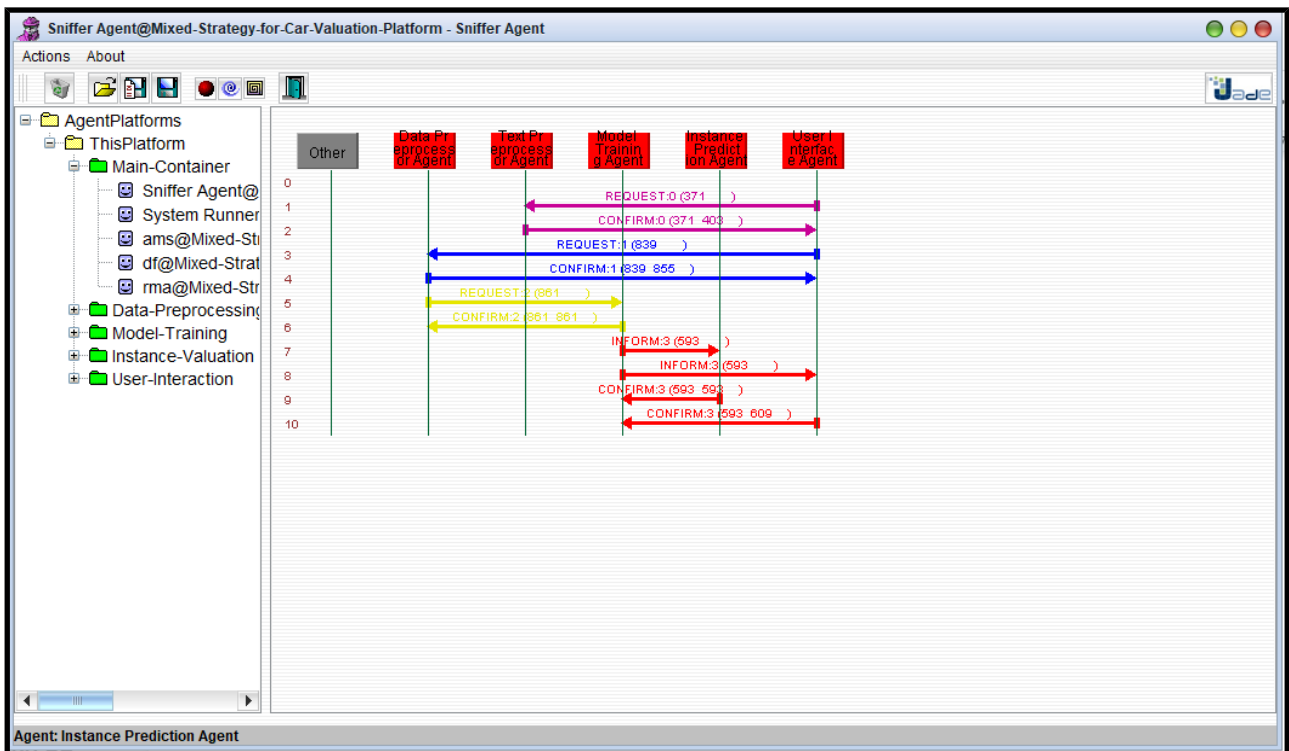 Sniffer Agent@Mixed-Strategy-for-Car-Valuation-Platform - Sniffer Agent
Actions About
Jade
AgentPlatforms
ThisPlatform
Main-Container
Sniffer Agent@
System Runner
ams@Mixed-Str
df@Mixed-Strat
rma@Mixed-Str
Data-Preprocessing
Model-Training
Instance-Valuation
User-Interaction
Other
Data Pr
eprocess
or Agent
Text Pr
eprocess
or Agent
Model
Trainin
g Agent
Instance
Predict
ion Agent
User I
nterfac
e Agent
0
REQUEST:0 (371 )
1
CONFIRM:0 (371 403 )
2
REQUEST:1 (839 )
3
CONFIRM:1 (839 855 )
4
REQUEST:2 (861 )
5
CONFIRM:2 (861 861 )
6
INFORM:3 (593 )
7
INFORM:3 (593 )
8
CONFIRM:3 (593 593 )
9
CONFIRM:3 (593 609 )
10
Agent: Instance Prediction Agent